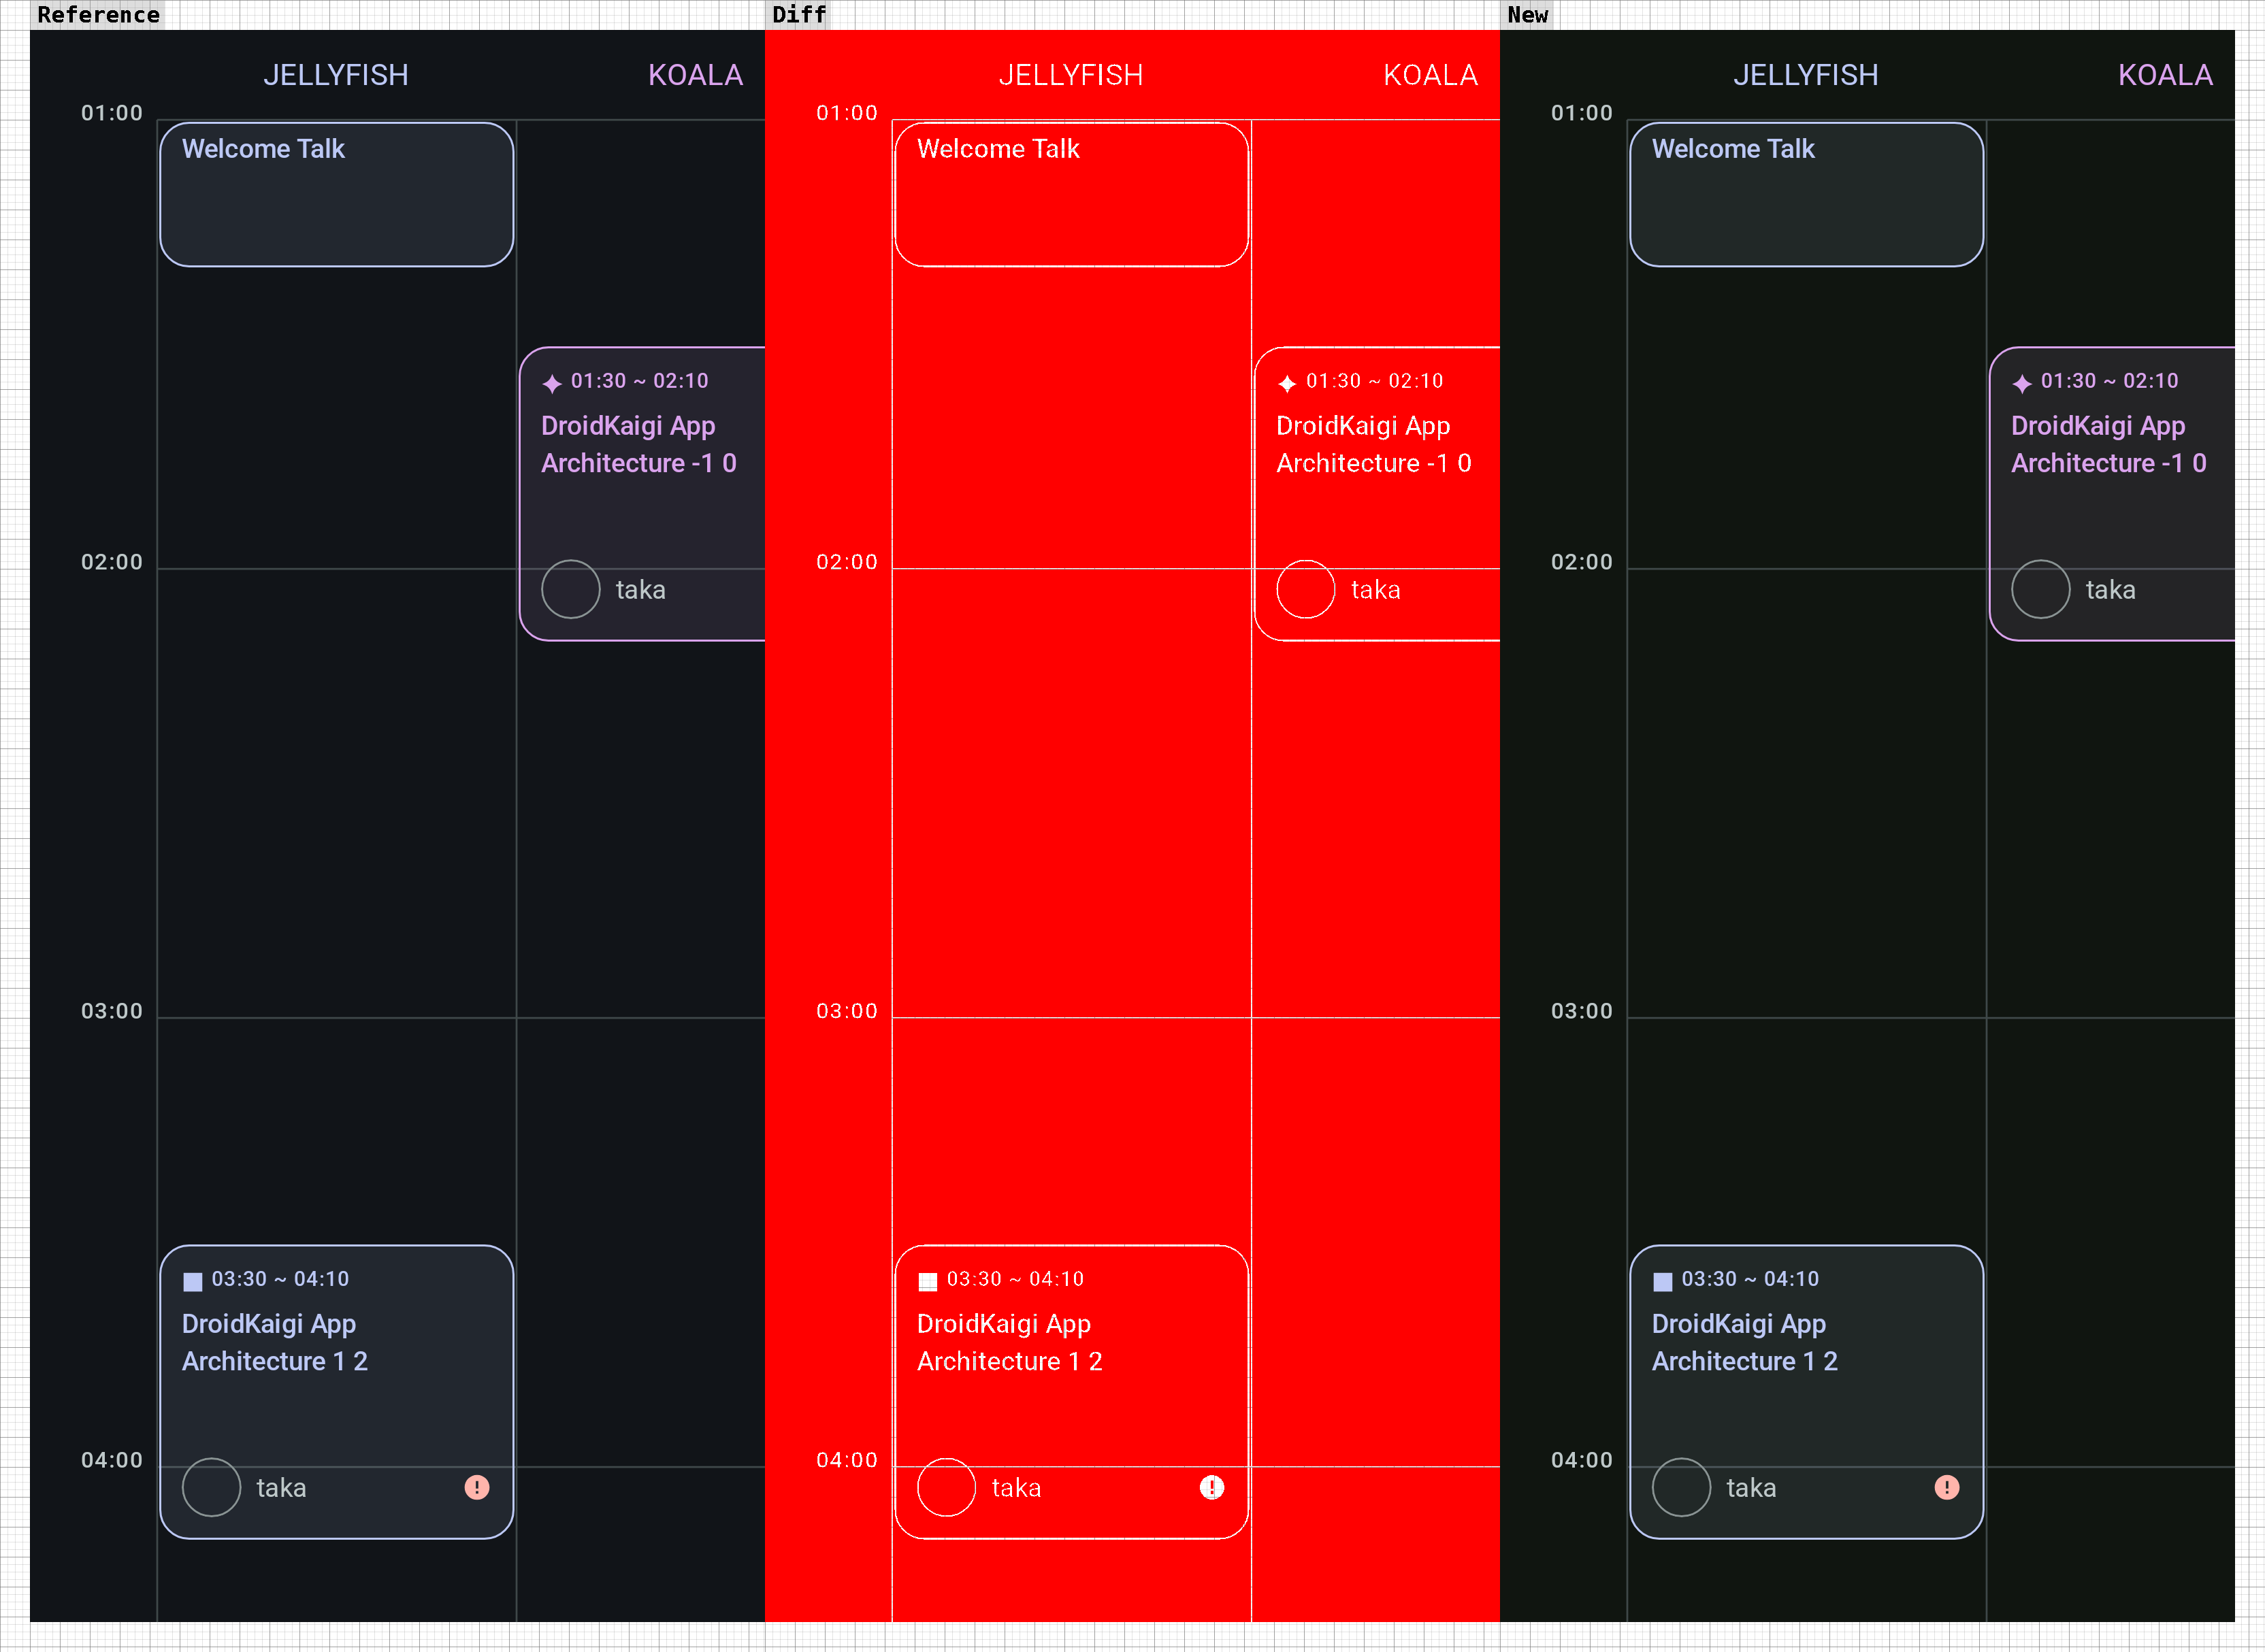 Reference
JELLYFISH KOALA
01:00
Welcome Talk
01:30 ~ 02:10
DroidKaigi App
Architecture -1 0
02:00
taka
03:00
03:30 ~ 04:10
DroidKaigi App
Architecture 1 2
04:00
taka
!
Diff
JELLYFISH KOALA
01:00
Welcome Talk
01:30 ~ 02:10
DroidKaigi App
Architecture -1 0
02:00
taka
03:00
03:30 ~ 04:10
DroidKaigi App
Architecture 1 2
04:00
taka
!
New
JELLYFISH KOALA
01:00
Welcome Talk
01:30 ~ 02:10
DroidKaigi App
Architecture -1 0
02:00
taka
03:00
03:30 ~ 04:10
DroidKaigi App
Architecture 1 2
04:00
taka
!